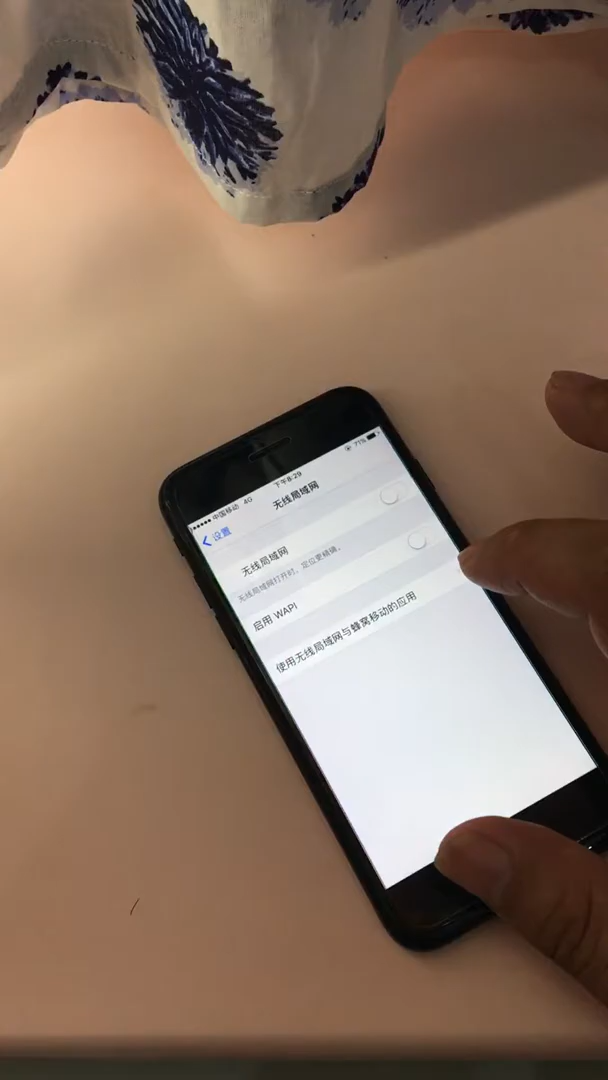 中国移动 4G 下午8:29 71%
设置 无线局域网
无线局域网
无线局域网打开时,定位更精确。
启用 WAPI
使用无线局域网与蜂窝移动的应用